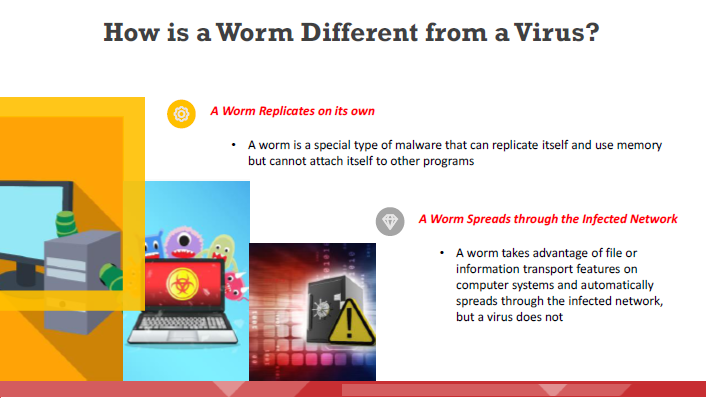 How is a Worm Different from a Virus?
A Worm Replicates on its own
• A worm is a special type of malware that can replicate itself and use memory
but cannot attach itself to other programs
A Worm Spreads through the Infected Network
• A worm takes advantage of file or
information transport features on
computer systems and automatically
spreads through the infected network,
but a virus does not